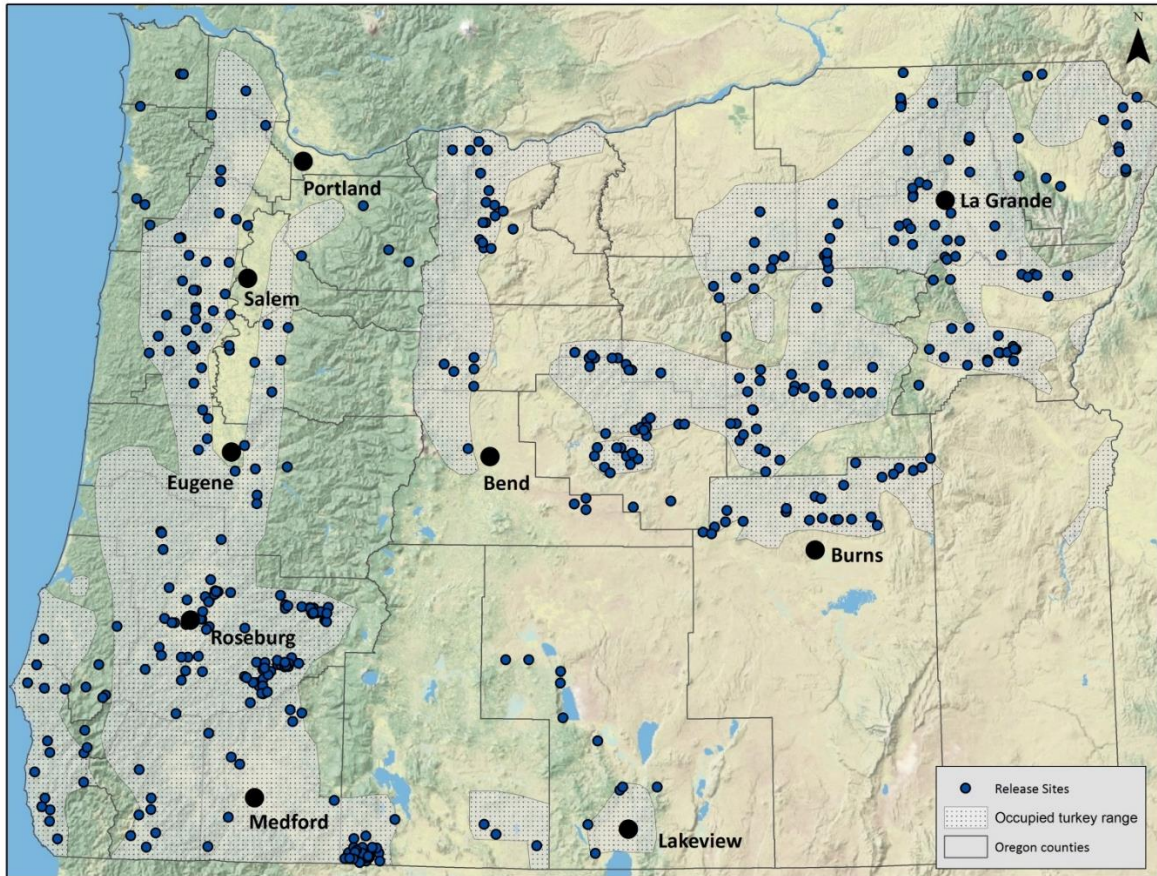 N
Portland
La Grande
Salem
Eugene
Bend
Burns
Roseburg
Medford
Lakeview
Release Sites
Occupied turkey range
Oregon counties